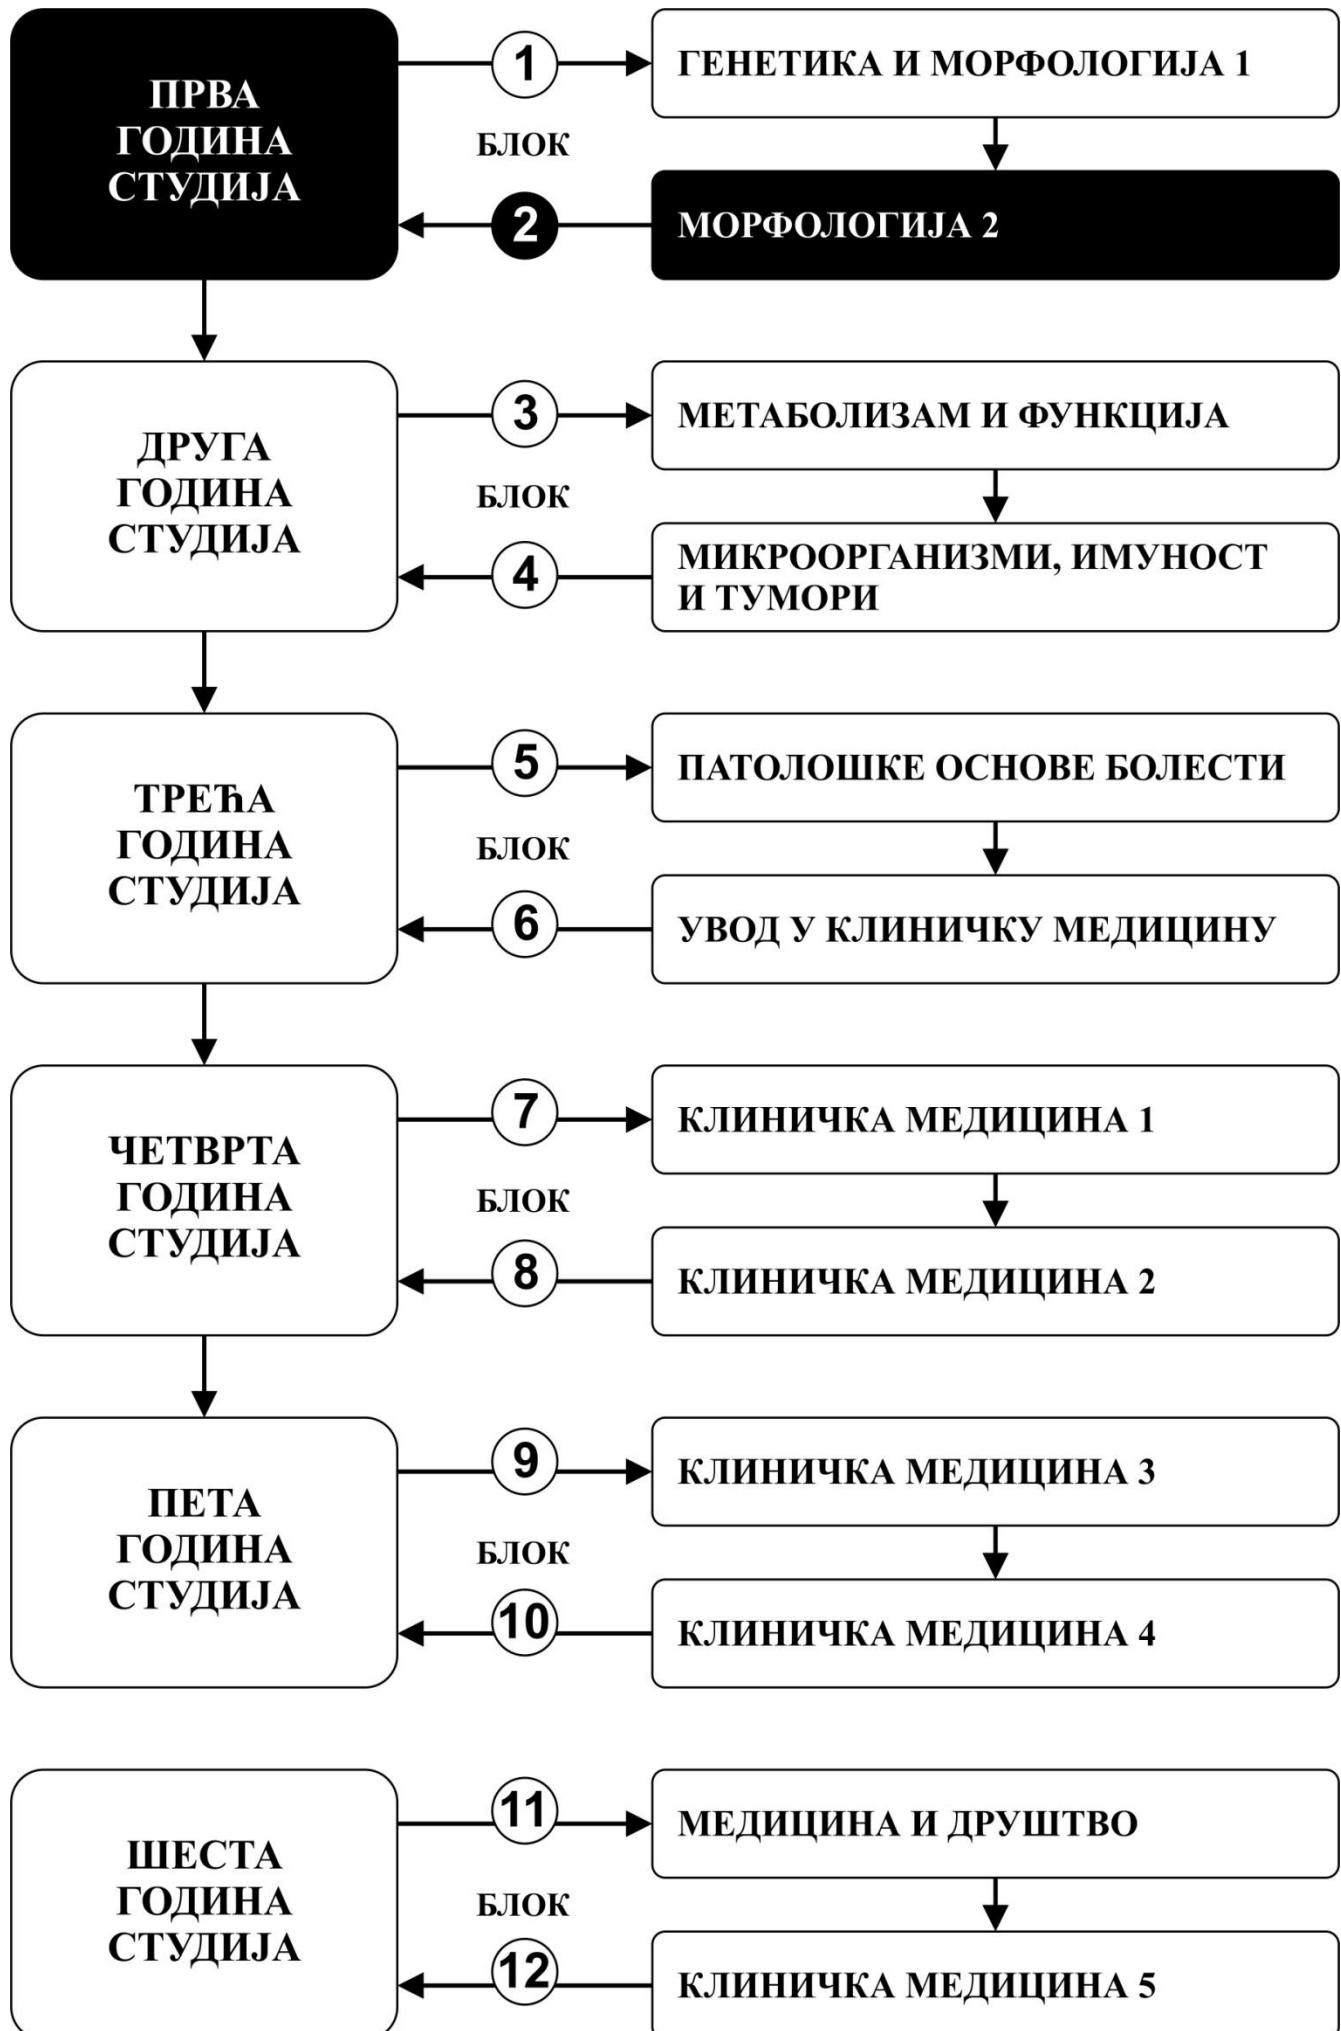 ПРВА
ГОДИНА
СТУДИЈА
1
БЛОК
2
ГЕНЕТИКА И МОРФОЛОГИЈА 1
МОРФОЛОГИЈА 2
ДРУГА
ГОДИНА
СТУДИЈА
3
БЛОК
4
МЕТАБОЛИЗАМ И ФУНКЦИЈА
МИКРООРГАНИЗМИ, ИМУНОСТ
И ТУМОРИ
ТРЕЋА
ГОДИНА
СТУДИЈА
5
БЛОК
6
ПАТОЛОШКЕ ОСНОВЕ БОЛЕСТИ
УВОД У КЛИНИЧКУ МЕДИЦИНУ
ЧЕТВРТА
ГОДИНА
СТУДИЈА
7
БЛОК
8
КЛИНИЧКА МЕДИЦИНА 1
КЛИНИЧКА МЕДИЦИНА 2
ПЕТА
ГОДИНА
СТУДИЈА
9
БЛОК
10
КЛИНИЧКА МЕДИЦИНА 3
КЛИНИЧКА МЕДИЦИНА 4
ШЕСТА
ГОДИНА
СТУДИЈА
11
БЛОК
12
МЕДИЦИНА И ДРУШТВО
КЛИНИЧКА МЕДИЦИНА 5